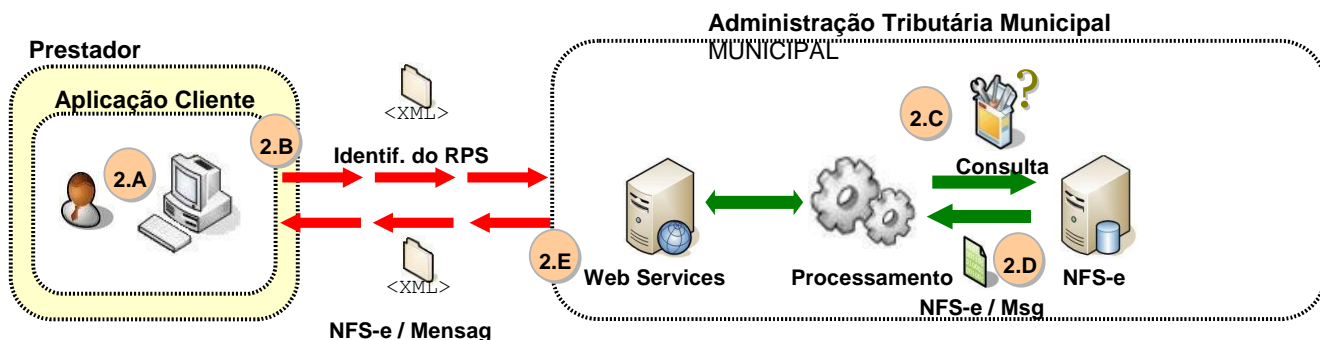 Administração Tributária Municipal
MUNICIPAL
Prestador
Aplicação Cliente
2.A
2.B
<XML>
Identif. do RPS
2.C
?
Consulta
2.E
Web Services
Processamento
2.D
NFS-e
NFS-e / Msg
<XML>
NFS-e / Mensag